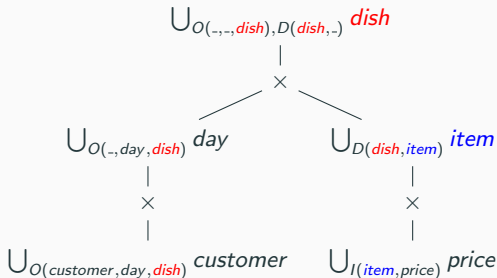 ⋃O(_,_,dish),D(dish,_) dish
×
⋃O(_,day,dish) day ⋃D(dish,item) item
× ×
⋃O(customer,day,dish) customer ⋃I(item,price) price